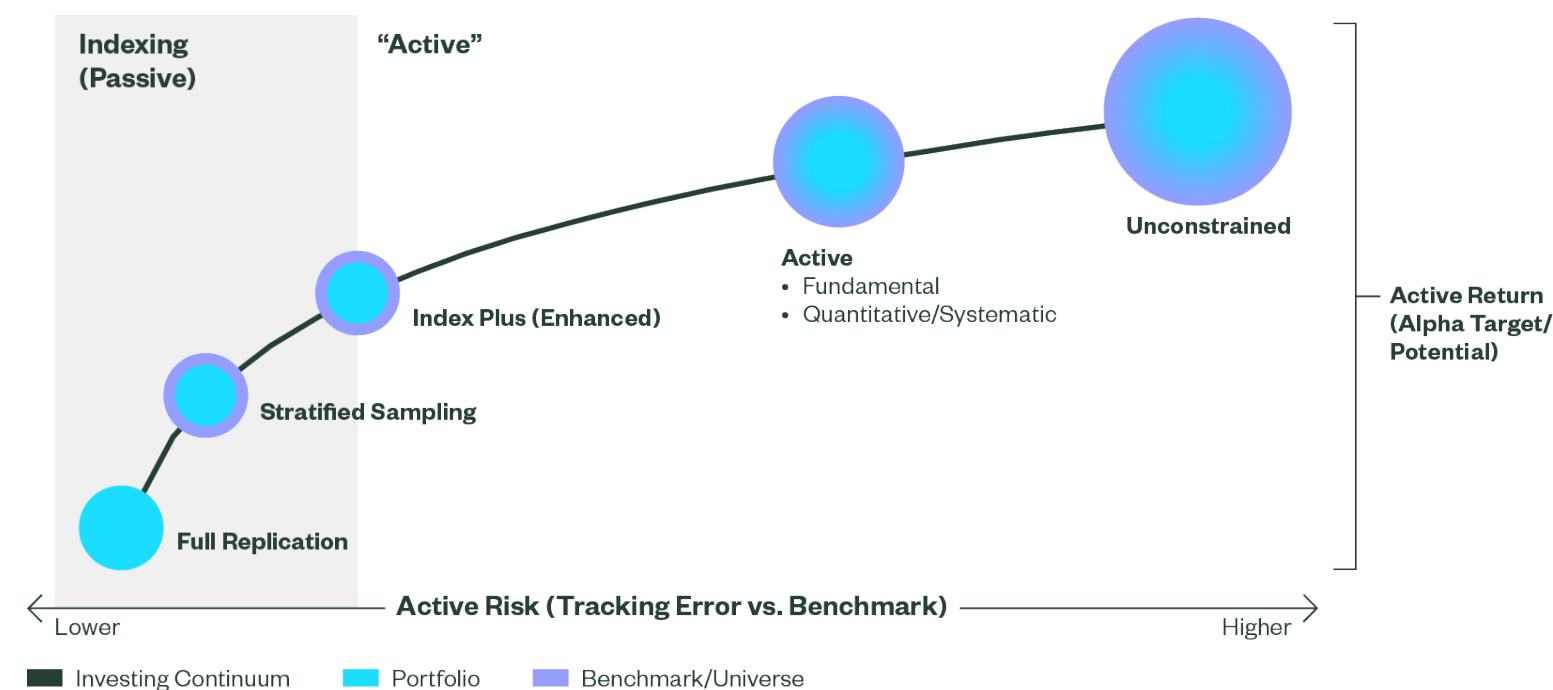 Indexing
(Passive)
“Active”
Unconstrained
Active
• Fundamental
• Quantitative/Systematic
Index Plus (Enhanced)
Active Return
(Alpha Target/
Potential)
Stratified Sampling
Full Replication
Active Risk (Tracking Error vs. Benchmark)
Lower
Higher
Investing Continuum
Portfolio
Benchmark/Universe